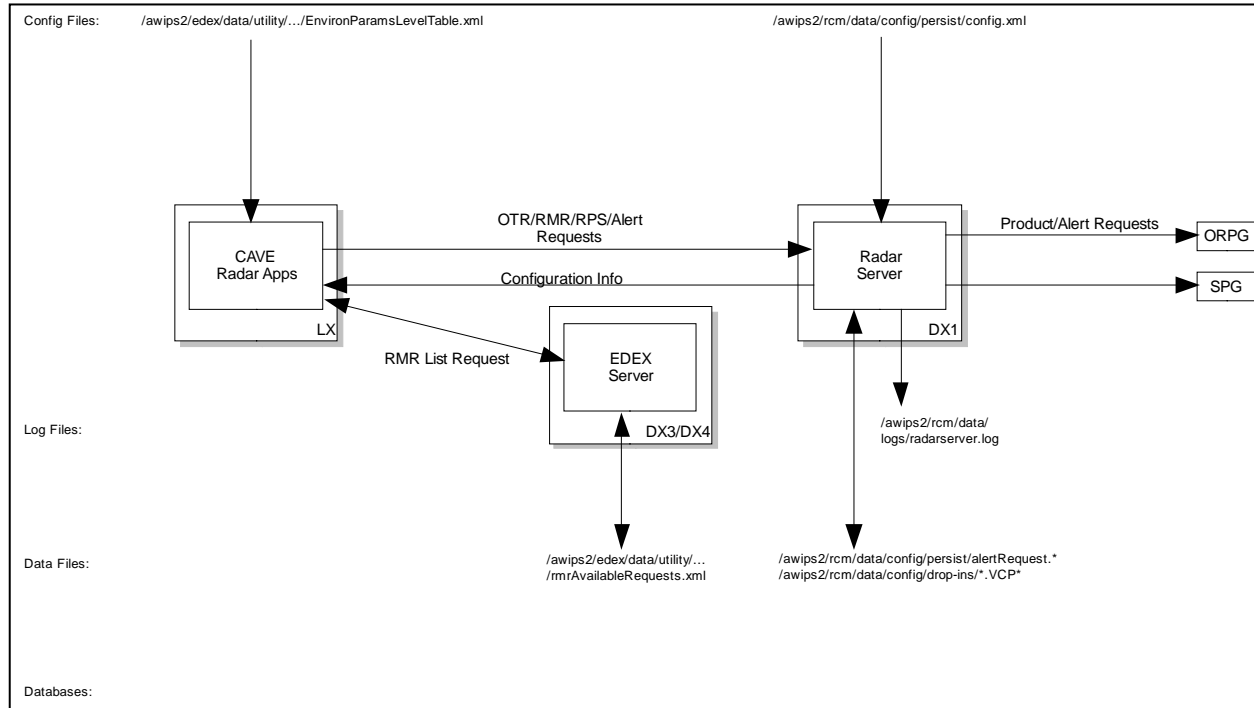 Config Files:
/awips2/edex/data/utility/.../EnvironParamsLevelTable.xml
/awips2/rcm/data/config/persist/config.xml
CAVE
Radar Apps
LX
OTR/RMR/RPS/Alert
Requests
Configuration Info
Radar
Server
DX1
Product/Alert Requests
ORPG
SPG
RMR List Request
EDEX
Server
DX3/DX4
Log Files:
/awips2/rcm/data/
logs/radarserver.log
Data Files:
/awips2/edex/data/utility/...
/rmrAvailableRequests.xml
/awips2/rcm/data/config/persist/alertRequest.*
/awips2/rcm/data/config/drop-ins/*.VCP*
Databases: